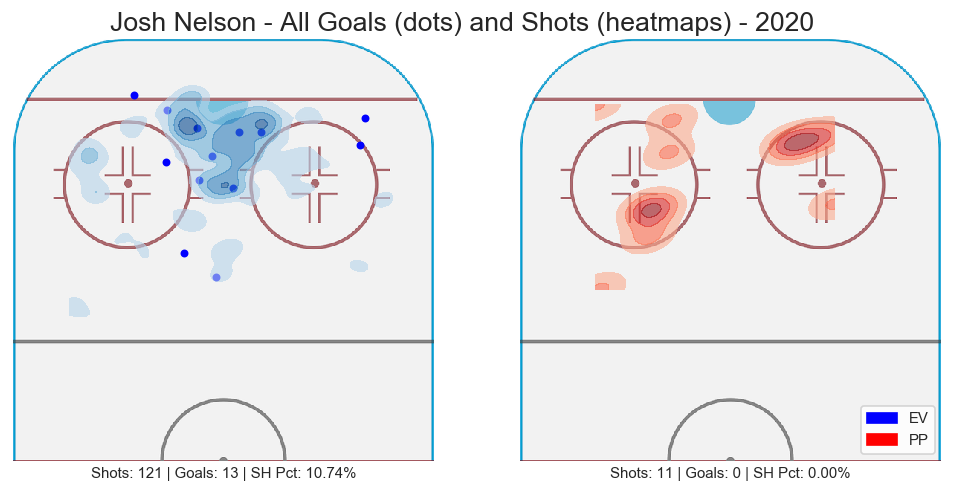 Josh Nelson - All Goals (dots) and Shots (heatmaps) - 2020
EV
PP
Shots: 121 | Goals: 13 | SH Pct: 10.74%
Shots: 11 | Goals: 0 | SH Pct: 0.00%